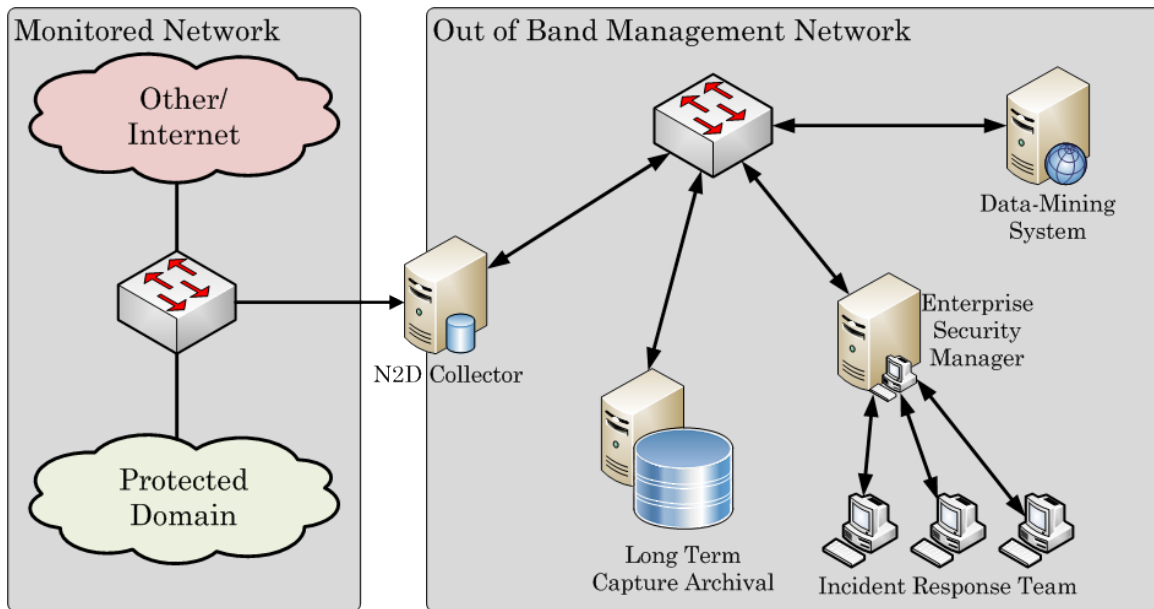 Monitored Network
Other/
Internet
Protected
Domain
Out of Band Management Network
N2D Collector
Data-Mining
System
Enterprise
Security
Manager
Long Term
Capture Archival
Incident Response Team